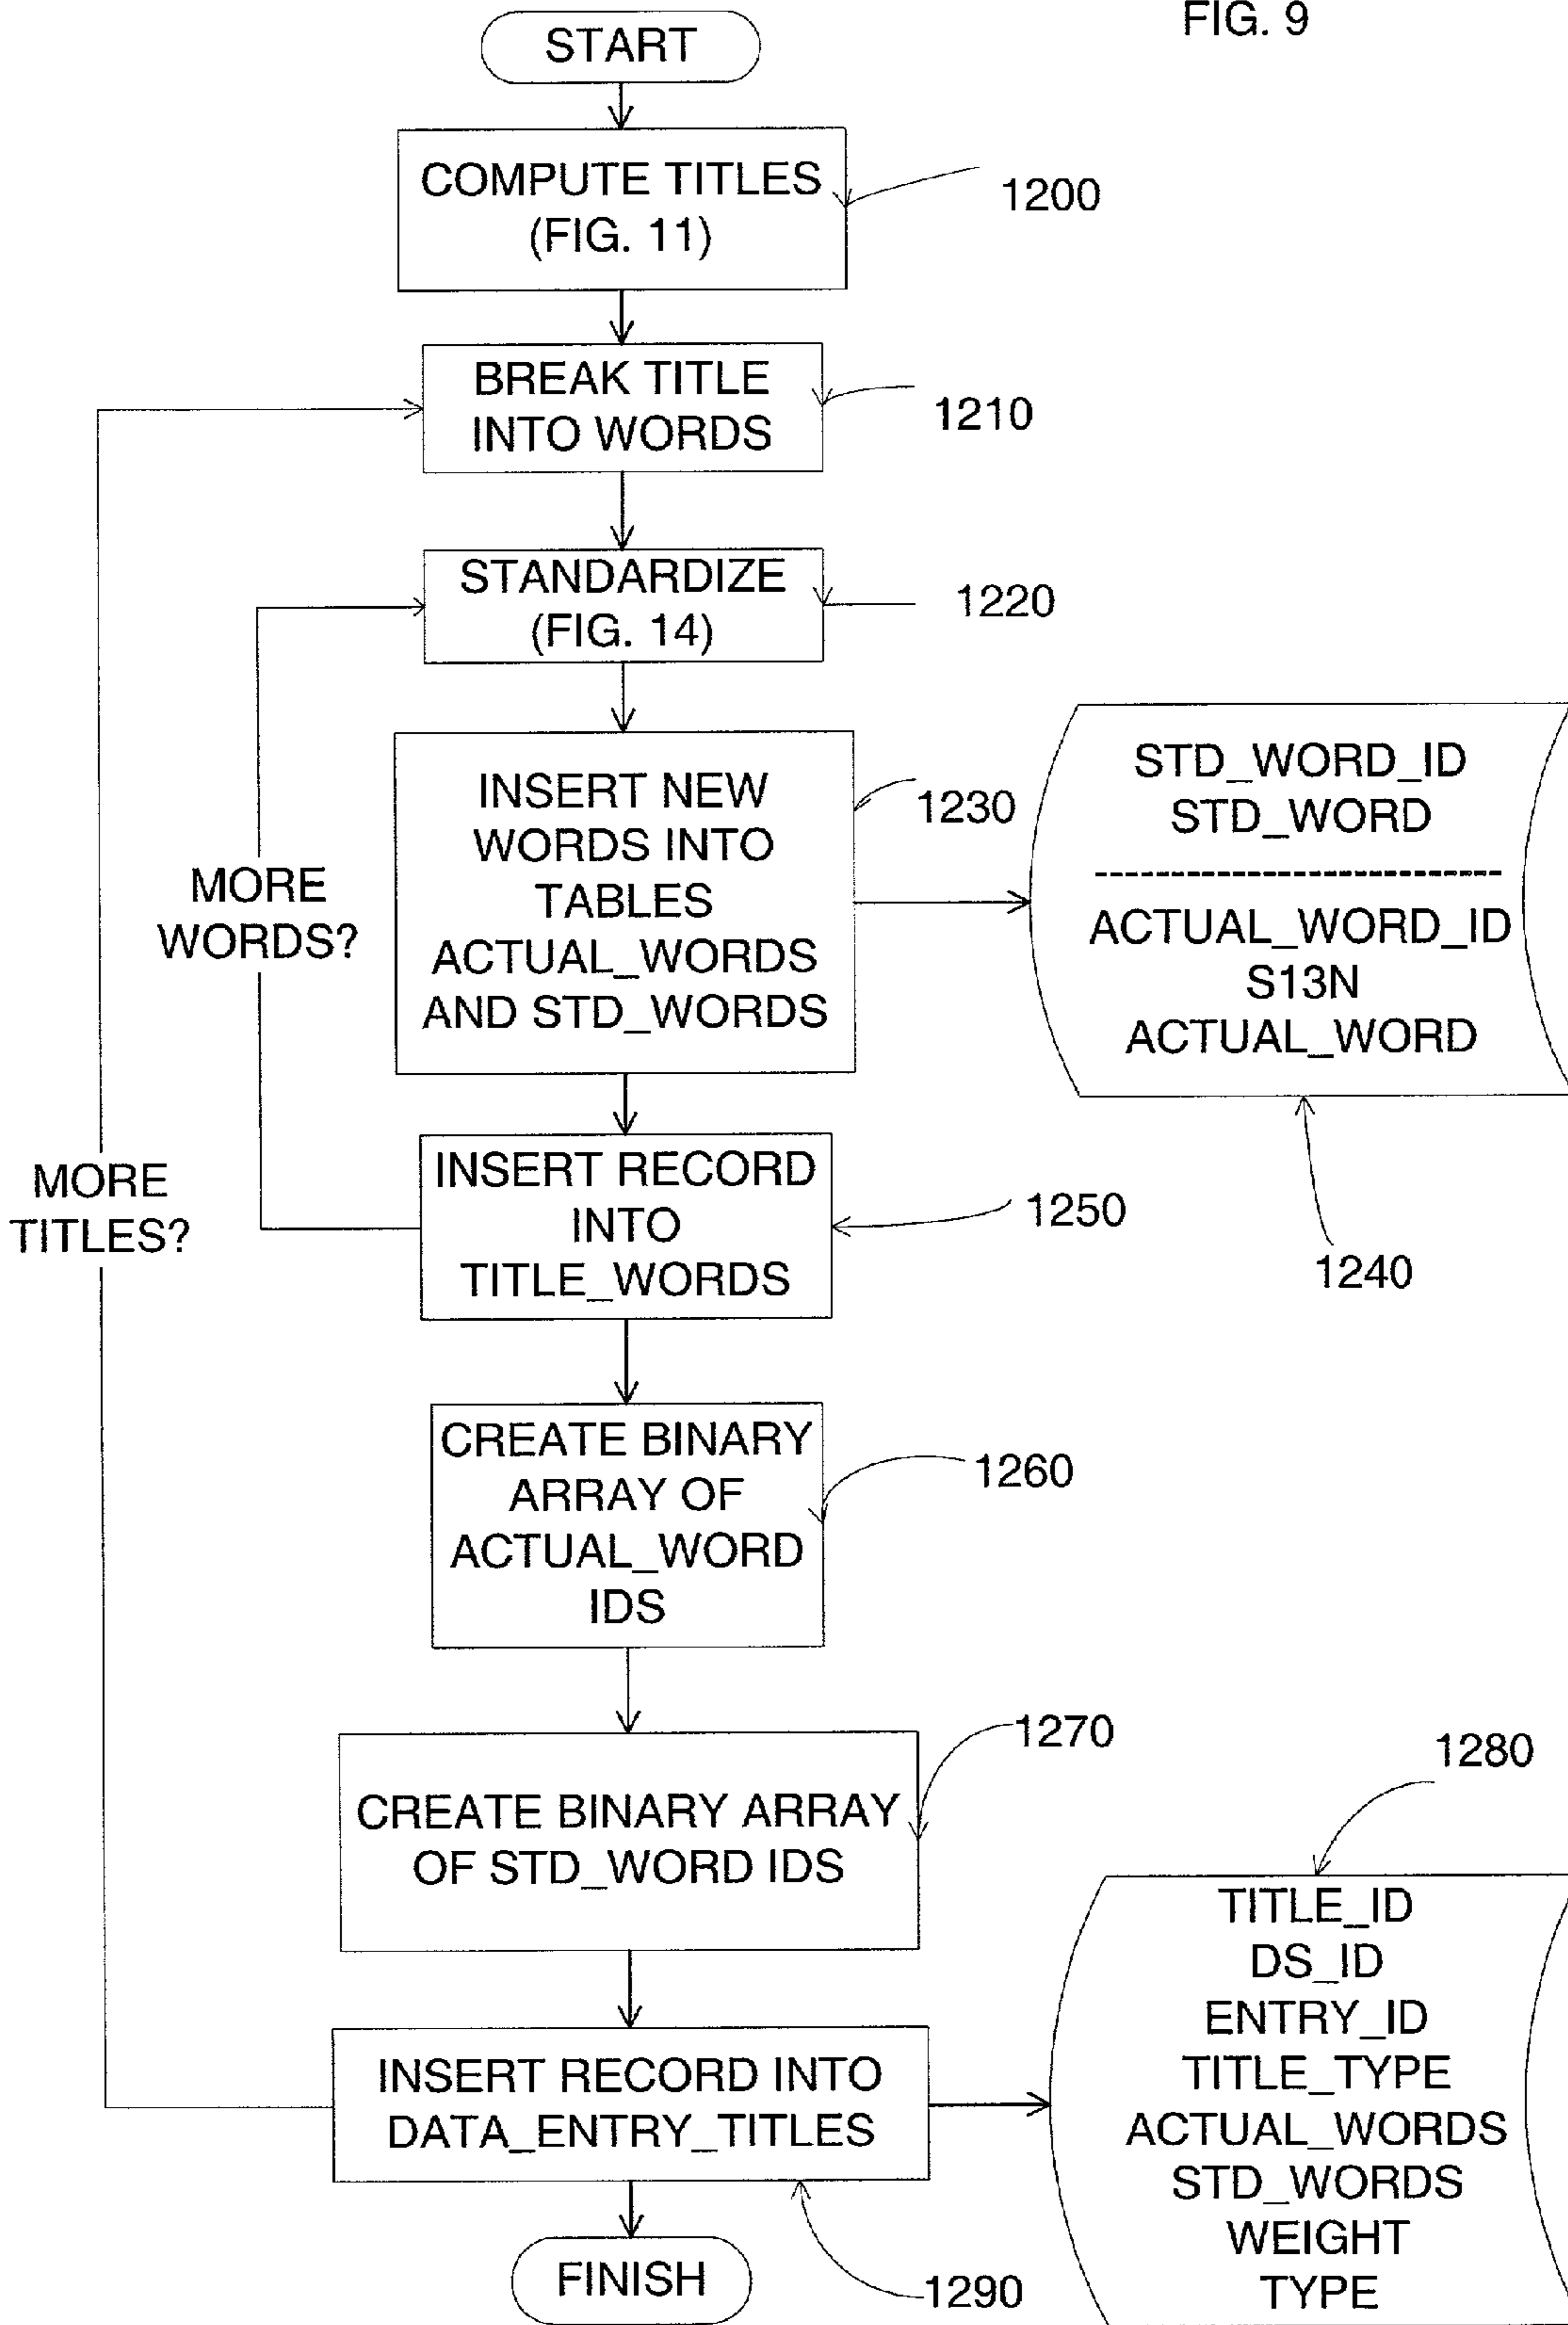 FIG. 9
START
COMPUTE TITLES
(FIG. 11)
1200
BREAK TITLE
INTO WORDS
1210
STANDARDIZE
(FIG. 14)
1220
INSERT NEW
WORDS INTO
TABLES
ACTUAL_WORDS
AND STD_WORDS
1230
STD_WORD_ID
STD_WORD
ACTUAL_WORD_ID
S13N
ACTUAL_WORD
1240
MORE
WORDS?
MORE
TITLES?
INSERT RECORD
INTO
TITLE_WORDS
1250
CREATE BINARY
ARRAY OF
ACTUAL_WORD
IDS
1260
CREATE BINARY ARRAY
OF STD_WORD IDS
1270
1280
TITLE_ID
DS_ID
ENTRY_ID
TITLE_TYPE
ACTUAL_WORDS
STD_WORDS
WEIGHT
TYPE
INSERT RECORD INTO
DATA_ENTRY_TITLES
1290
FINISH